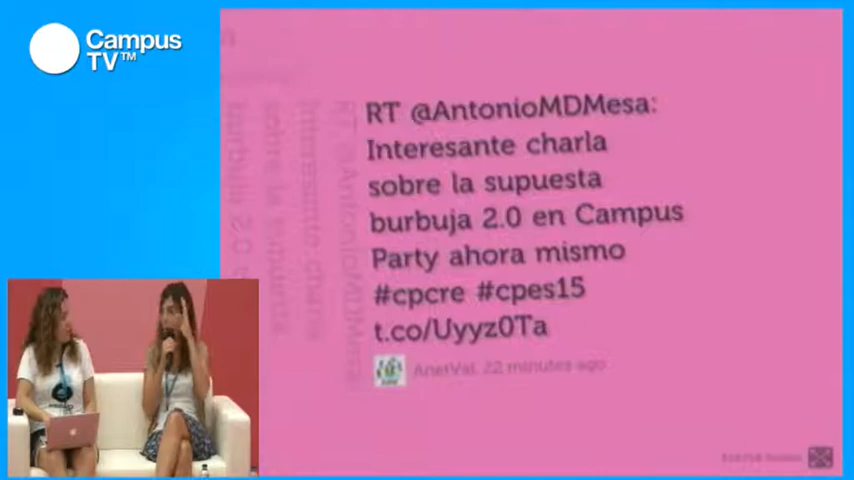 Campus
TV™
RT @AntonioMDMesa:
Interesante charla
sobre la supuesta
burbuja 2.0 en Campus
Party ahora mismo
#cpcre #cpes15
t.co/Uyyz0Ta
AnetVal, 22 minutes ago